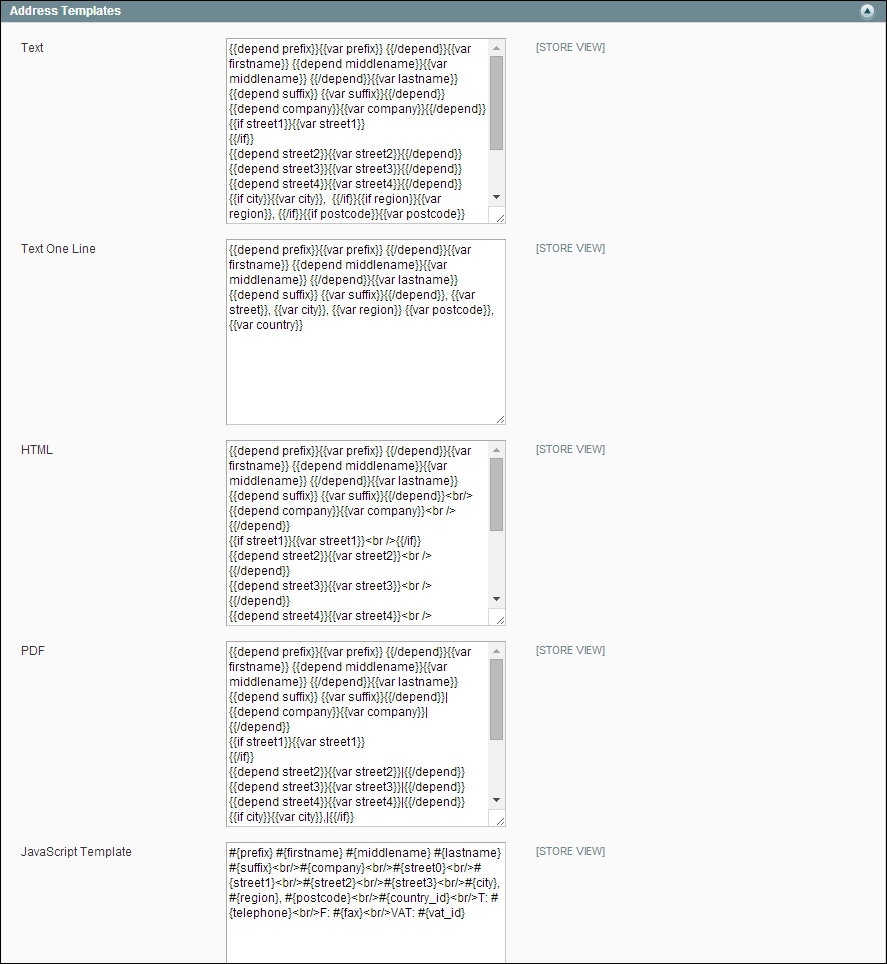 Address Templates
Text
[STORE VIEW]
{{depend prefix}}{{var prefix}} {{/depend}}{{var
firstname}} {{depend middlename}}{{var
middlename}} {{/depend}}{{var lastname}}
{{depend suffix}} {{var suffix}}{{/depend}}
{{depend company}}{{var company}}{{/depend}}
{{if street1}}{{var street1}}
{{/if}}
{{depend street2}}{{var street2}}{{/depend}}
{{depend street3}}{{var street3}}{{/depend}}
{{depend street4}}{{var street4}}{{/depend}}
{{if city}}{{var city}},  {{/if}}{{if region}}{{var
region}}, {{/if}}{{if postcode}}{{var postcode}}
Text One Line
[STORE VIEW]
{{depend prefix}}{{var prefix}} {{/depend}}{{var
firstname}} {{depend middlename}}{{var
middlename}} {{/depend}}{{var lastname}}
{{depend suffix}} {{var suffix}}{{/depend}}, {{var
street}}, {{var city}}, {{var region}} {{var postcode}},
{{var country}}
HTML
[STORE VIEW]
{{depend prefix}}{{var prefix}} {{/depend}}{{var
firstname}} {{depend middlename}}{{var
middlename}} {{/depend}}{{var lastname}}
{{depend suffix}} {{var suffix}}{{/depend}}<br/>
{{depend company}}{{var company}}<br />
{{/depend}}
{{if street1}}{{var street1}}<br />{{/if}}
{{depend street2}}{{var street2}}<br />
{{/depend}}
{{depend street3}}{{var street3}}<br />
{{/depend}}
{{depend street4}}{{var street4}}<br />
PDF
[STORE VIEW]
{{depend prefix}}{{var prefix}} {{/depend}}{{var
firstname}} {{depend middlename}}{{var
middlename}} {{/depend}}{{var lastname}}
{{depend suffix}} {{var suffix}}{{/depend}}|
{{depend company}}{{var company}}|
{{/depend}}
{{if street1}}{{var street1}}
{{/if}}
{{depend street2}}{{var street2}}|{{/depend}}
{{depend street3}}{{var street3}}|{{/depend}}
{{depend street4}}{{var street4}}|{{/depend}}
{{if city}}{{var city}},|{{/if}}
JavaScript Template
[STORE VIEW]
#{prefix} #{firstname} #{middlename} #{lastname}
#{suffix}<br/>#{company}<br/>#{street0}<br/>#
{street1}<br/>#{street2}<br/>#{street3}<br/>#{city},
#{region}, #{postcode}<br/>#{country_id}<br/>T: #
{telephone}<br/>F: #{fax}<br/>VAT: #{vat_id}